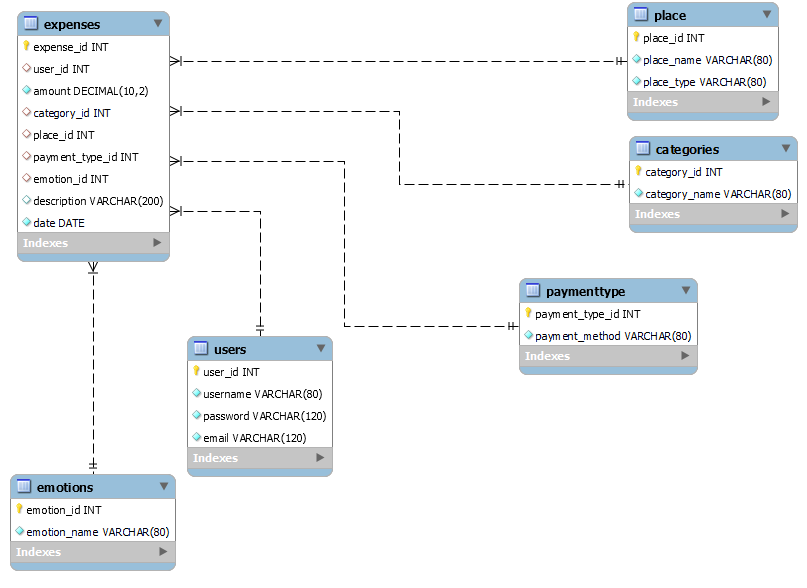 expenses
expense_id INT
user_id INT
amount DECIMAL(10,2)
category_id INT
place_id INT
payment_type_id INT
emotion_id INT
description VARCHAR(200)
date DATE
Indexes
place
place_id INT
place_name VARCHAR(80)
place_type VARCHAR(80)
Indexes
categories
category_id INT
category_name VARCHAR(80)
Indexes
paymenttype
payment_type_id INT
payment_method VARCHAR(80)
Indexes
users
user_id INT
username VARCHAR(80)
password VARCHAR(120)
email VARCHAR(120)
Indexes
emotions
emotion_id INT
emotion_name VARCHAR(80)
Indexes